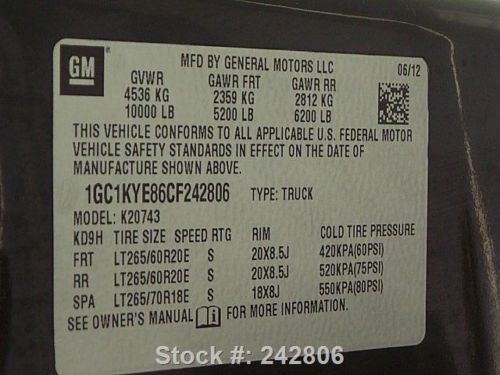 GM
MFD BY GENERAL MOTORS LLC
06/12
GVWR GAWR FRT GAWR RR
4536 KG 2359 KG 2812 KG
10000 LB 5200 LB 6200 LB
THIS VEHICLE CONFORMS TO ALL APPLICABLE U.S. FEDERAL MOTOR
VEHICLE SAFETY STANDARDS IN EFFECT ON THE DATE OF
MANUFACTURE SHOWN ABOVE.
1GC1KYE86CF242806 TYPE: TRUCK
MODEL: K20743
KD9H TIRE SIZE SPEED RTG RIM COLD TIRE PRESSURE
FRT LT265/60R20E S 20X8.5J 420KPA(60PSI)
RR LT265/60R20E S 20X8.5J 520KPA(75PSI)
SPA LT265/70R18E S 18X8J 550KPA(80PSI)
SEE OWNER'S MANUAL FOR MORE INFORMATION.
Stock #: 242806